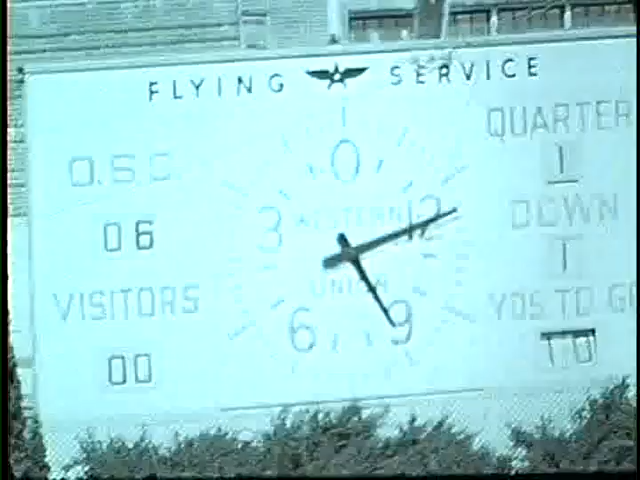 FLYING SERVICE
O.S.C.
06
VISITORS
00
0
3
12
WESTERN
UNION
6
9
QUARTER
1
DOWN
1
YDS TO GO
10